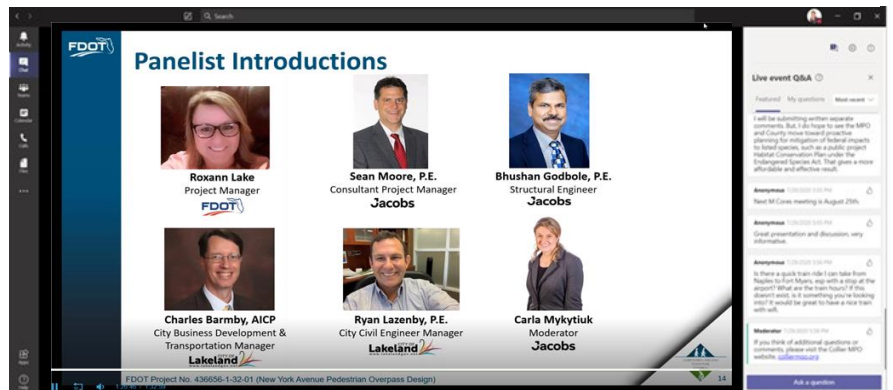 Search
Activity
Chat
Teams
Calendar
Calls
Files
FDOT
Panelist Introductions
Roxann Lake
Project Manager
FDOT
Sean Moore, P.E.
Consultant Project Manager
Jacobs
Bhushan Godbole, P.E.
Structural Engineer
Jacobs
Charles Barmby, AICP
City Business Development &
Transportation Manager
CITY OF
Lakeland
Ryan Lazenby, P.E.
City Civil Engineer Manager
CITY OF
Lakeland
Carla Mykytiuk
Moderator
Jacobs
FDOT Project No. 436656-1-32-01 (New York Avenue Pedestrian Overpass Design)
14
Apps
Help
Live event Q&A
Featured My questions Most recent
I will be submitting written separate
comments. But, I do hope to see the MPO
and County move toward proactive
planning for mitigation of federal impacts
to listed species, such as a public project
Habitat Conservation Plan under the
Endangered Species Act. That gives a more
affordable and effective result.
Anonymous
Next M Cores meeting is August 25th.
Anonymous
Great presentation and discussion, very
informative.
Anonymous
Is there a quick train ride I can take from
Naples to Fort Myers, esp with a stop at the
airport? What are the train hours? If this
doesn't exist, is it something you're looking
into? It would be great to have a nice train
with wifi.
Moderator
If you think of additional questions or
comments, please visit the Collier MPO
website, colliermpo.org
Ask a question